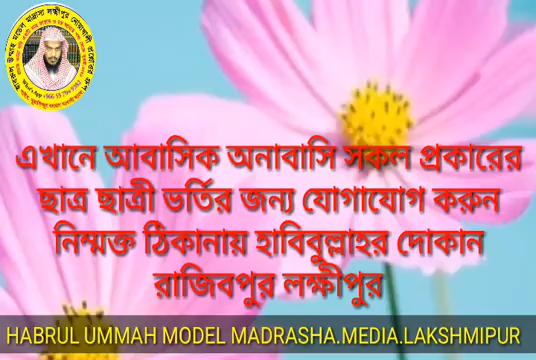 এখানে আবাসিক অনাবাসি সকল প্রকারের
ছাত্র ছাত্রী ভর্তির জন্য যোগাযোগ করুন
নিম্মক্ত ঠিকানায় হাবিবুল্লাহর দোকান
রাজিবপুর লক্ষীপুর
HABRUL UMMAH MODEL MADRASHA.MEDIA.LAKSHMIPUR